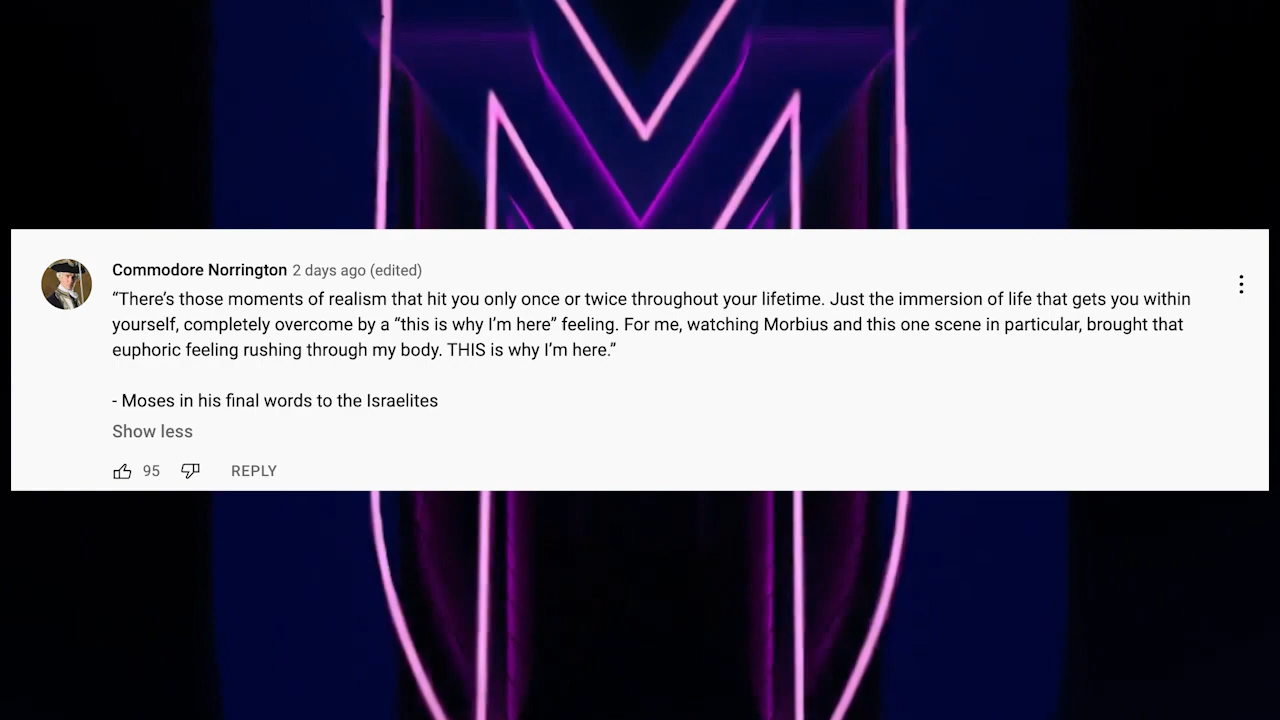 Commodore Norrington 2 days ago (edited)
“There’s those moments of realism that hit you only once or twice throughout your lifetime. Just the immersion of life that gets you within
yourself, completely overcome by a “this is why I’m here” feeling. For me, watching Morbius and this one scene in particular, brought that
euphoric feeling rushing through my body. THIS is why I’m here.”
- Moses in his final words to the Israelites
Show less
95 REPLY